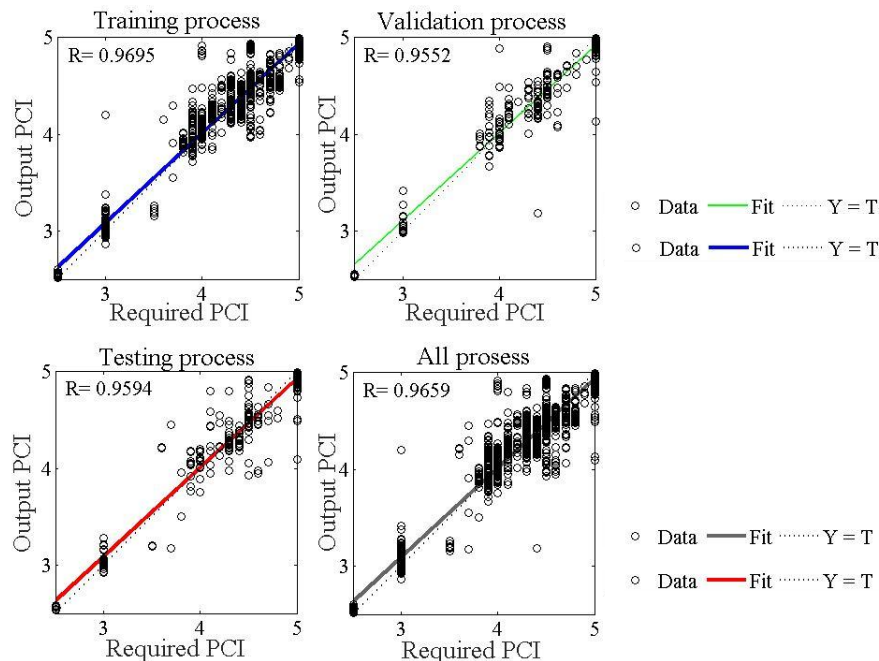 Training process
Validation process
R= 0.9695
R= 0.9552
5
4
3
Output PCI
3
4
5
Required PCI
5
4
3
Output PCI
3
4
5
Required PCI
Data Fit Y = T
Data Fit Y = T
Testing process
All prosess
R= 0.9594
R= 0.9659
5
4
3
Output PCI
3
4
5
Required PCI
5
4
3
Output PCI
3
4
5
Required PCI
Data Fit Y = T
Data Fit Y = T